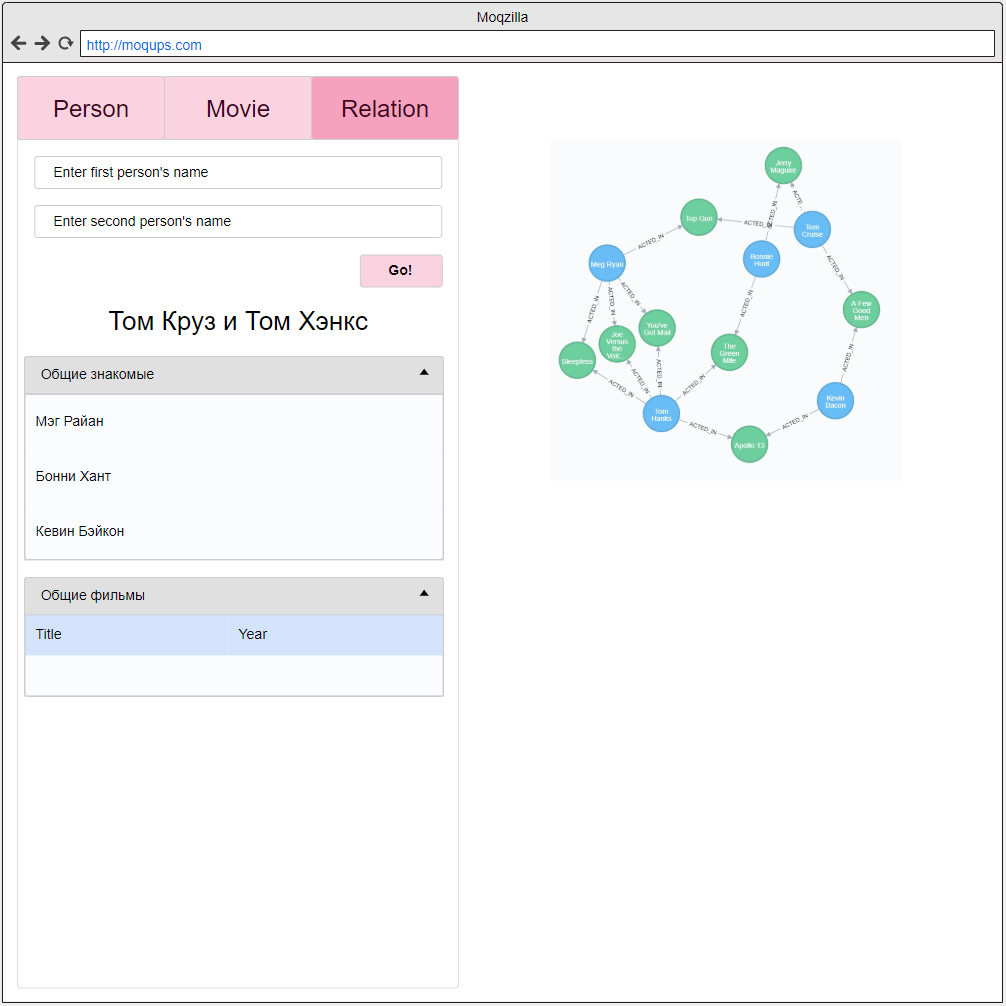 Moqzilla
http://moqups.com
Person
Movie
Relation
Enter first person's name
Enter second person's name
Go!
Том Круз и Том Хэнкс
Общие знакомые
Мэг Райан
Бонни Хант
Кевин Бэйкон
Общие фильмы
Title
Year
Jerry
Maguire
ACTED_IN
ACTE...
Top Gun
ACTED_IN
Tom
Cruise
ACTED_IN
Meg Ryan
Bonnie
Hunt
ACTED_IN
ACTED_IN
ACTED_IN
ACTED_IN
ACTED_IN
A Few
Good
Men
You've
Got Mail
Joe
Versus
the
Volc...
The
Green
Mile
Sleepless
ACTED_IN
ACTED_IN
ACTED_IN
ACTED_IN
ACTED_IN
Tom
Hanks
Kevin
Bacon
ACTED_IN
ACTED_IN
Apollo 13